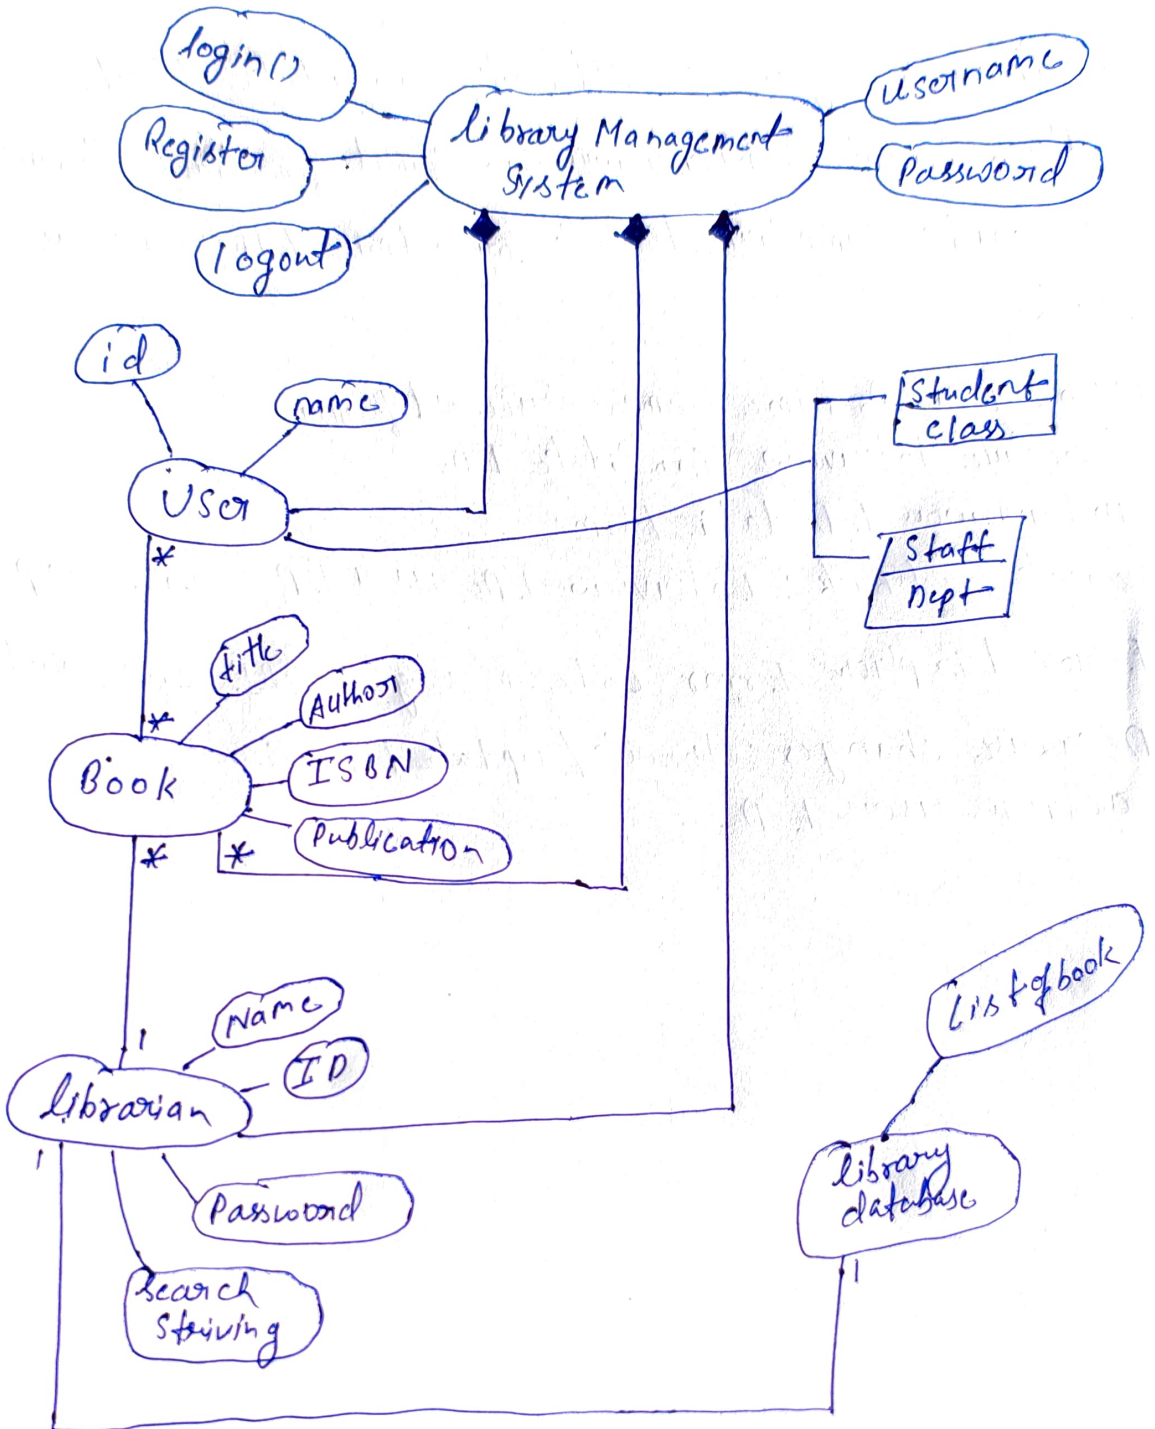 login()
username
library Management
System
Register
Password
logout
id
name
Student
class
User
*
Staff
Dept
title
*
Author
ISBN
Book
Publication
*
*
List of book
Name
1
ID
librarian
1
library
database
Password
1
Search
String